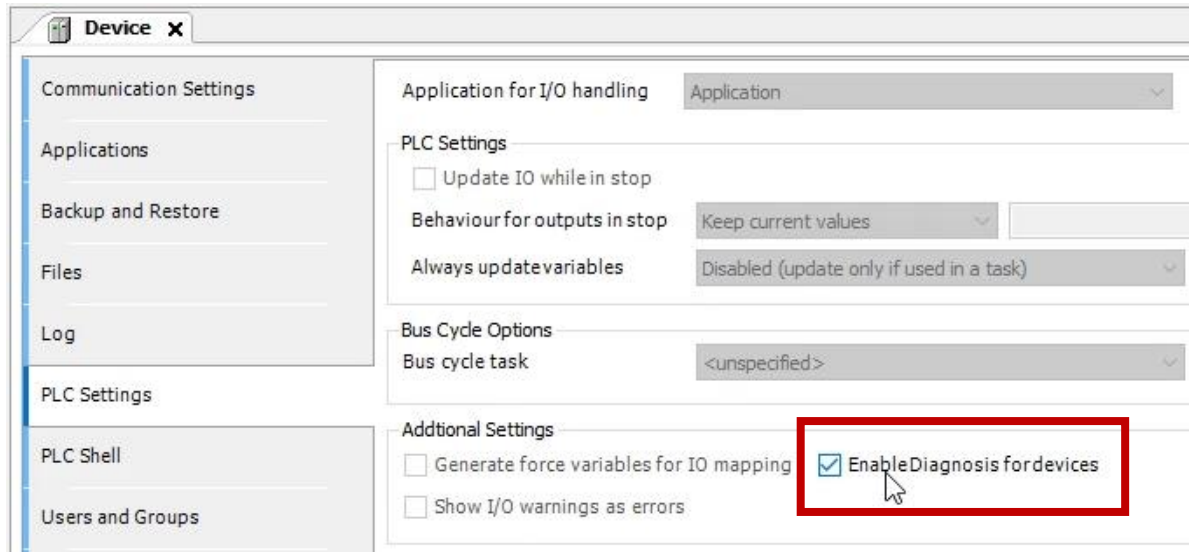 Device
Communication Settings
Applications
Backup and Restore
Files
Log
PLC Settings
PLC Shell
Users and Groups
Application for I/O handling Application
PLC Settings
Update IO while in stop
Behaviour for outputs in stop Keep current values
Always update variables Disabled (update only if used in a task)
Bus Cycle Options
Bus cycle task <unspecified>
Addtional Settings
Generate force variables for IO mapping Enable Diagnosis for devices
Show I/O warnings as errors